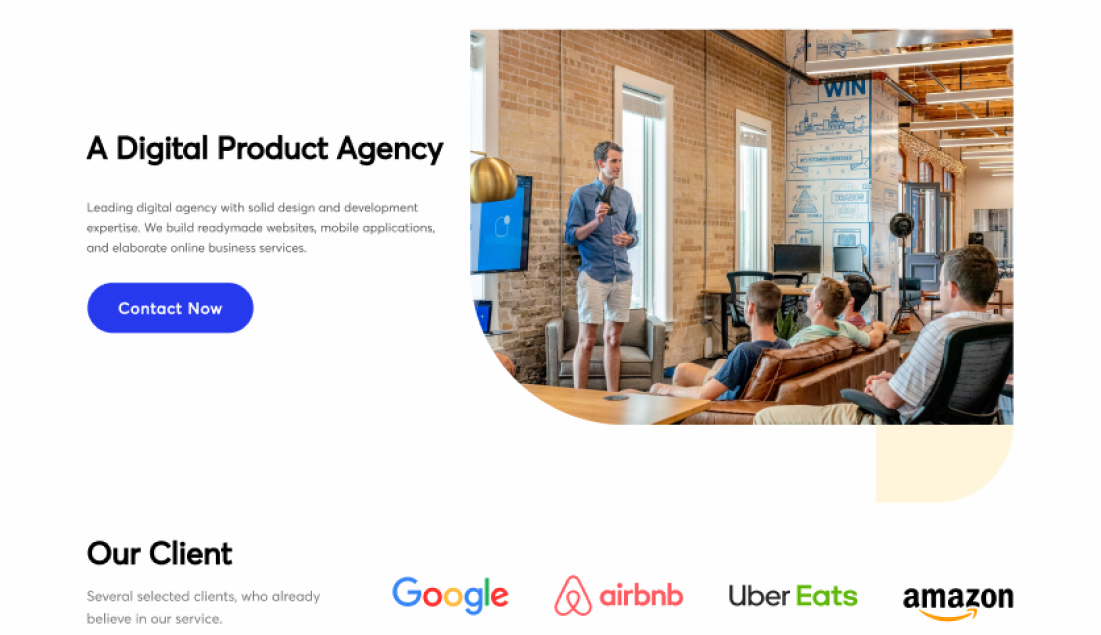 A Digital Product Agency
Leading digital agency with solid design and development
expertise. We build readymade websites, mobile applications,
and elaborate online business services.
Contact Now
WIN
Our Client
Several selected clients, who already
believe in our service.
Google
airbnb
Uber Eats
amazon